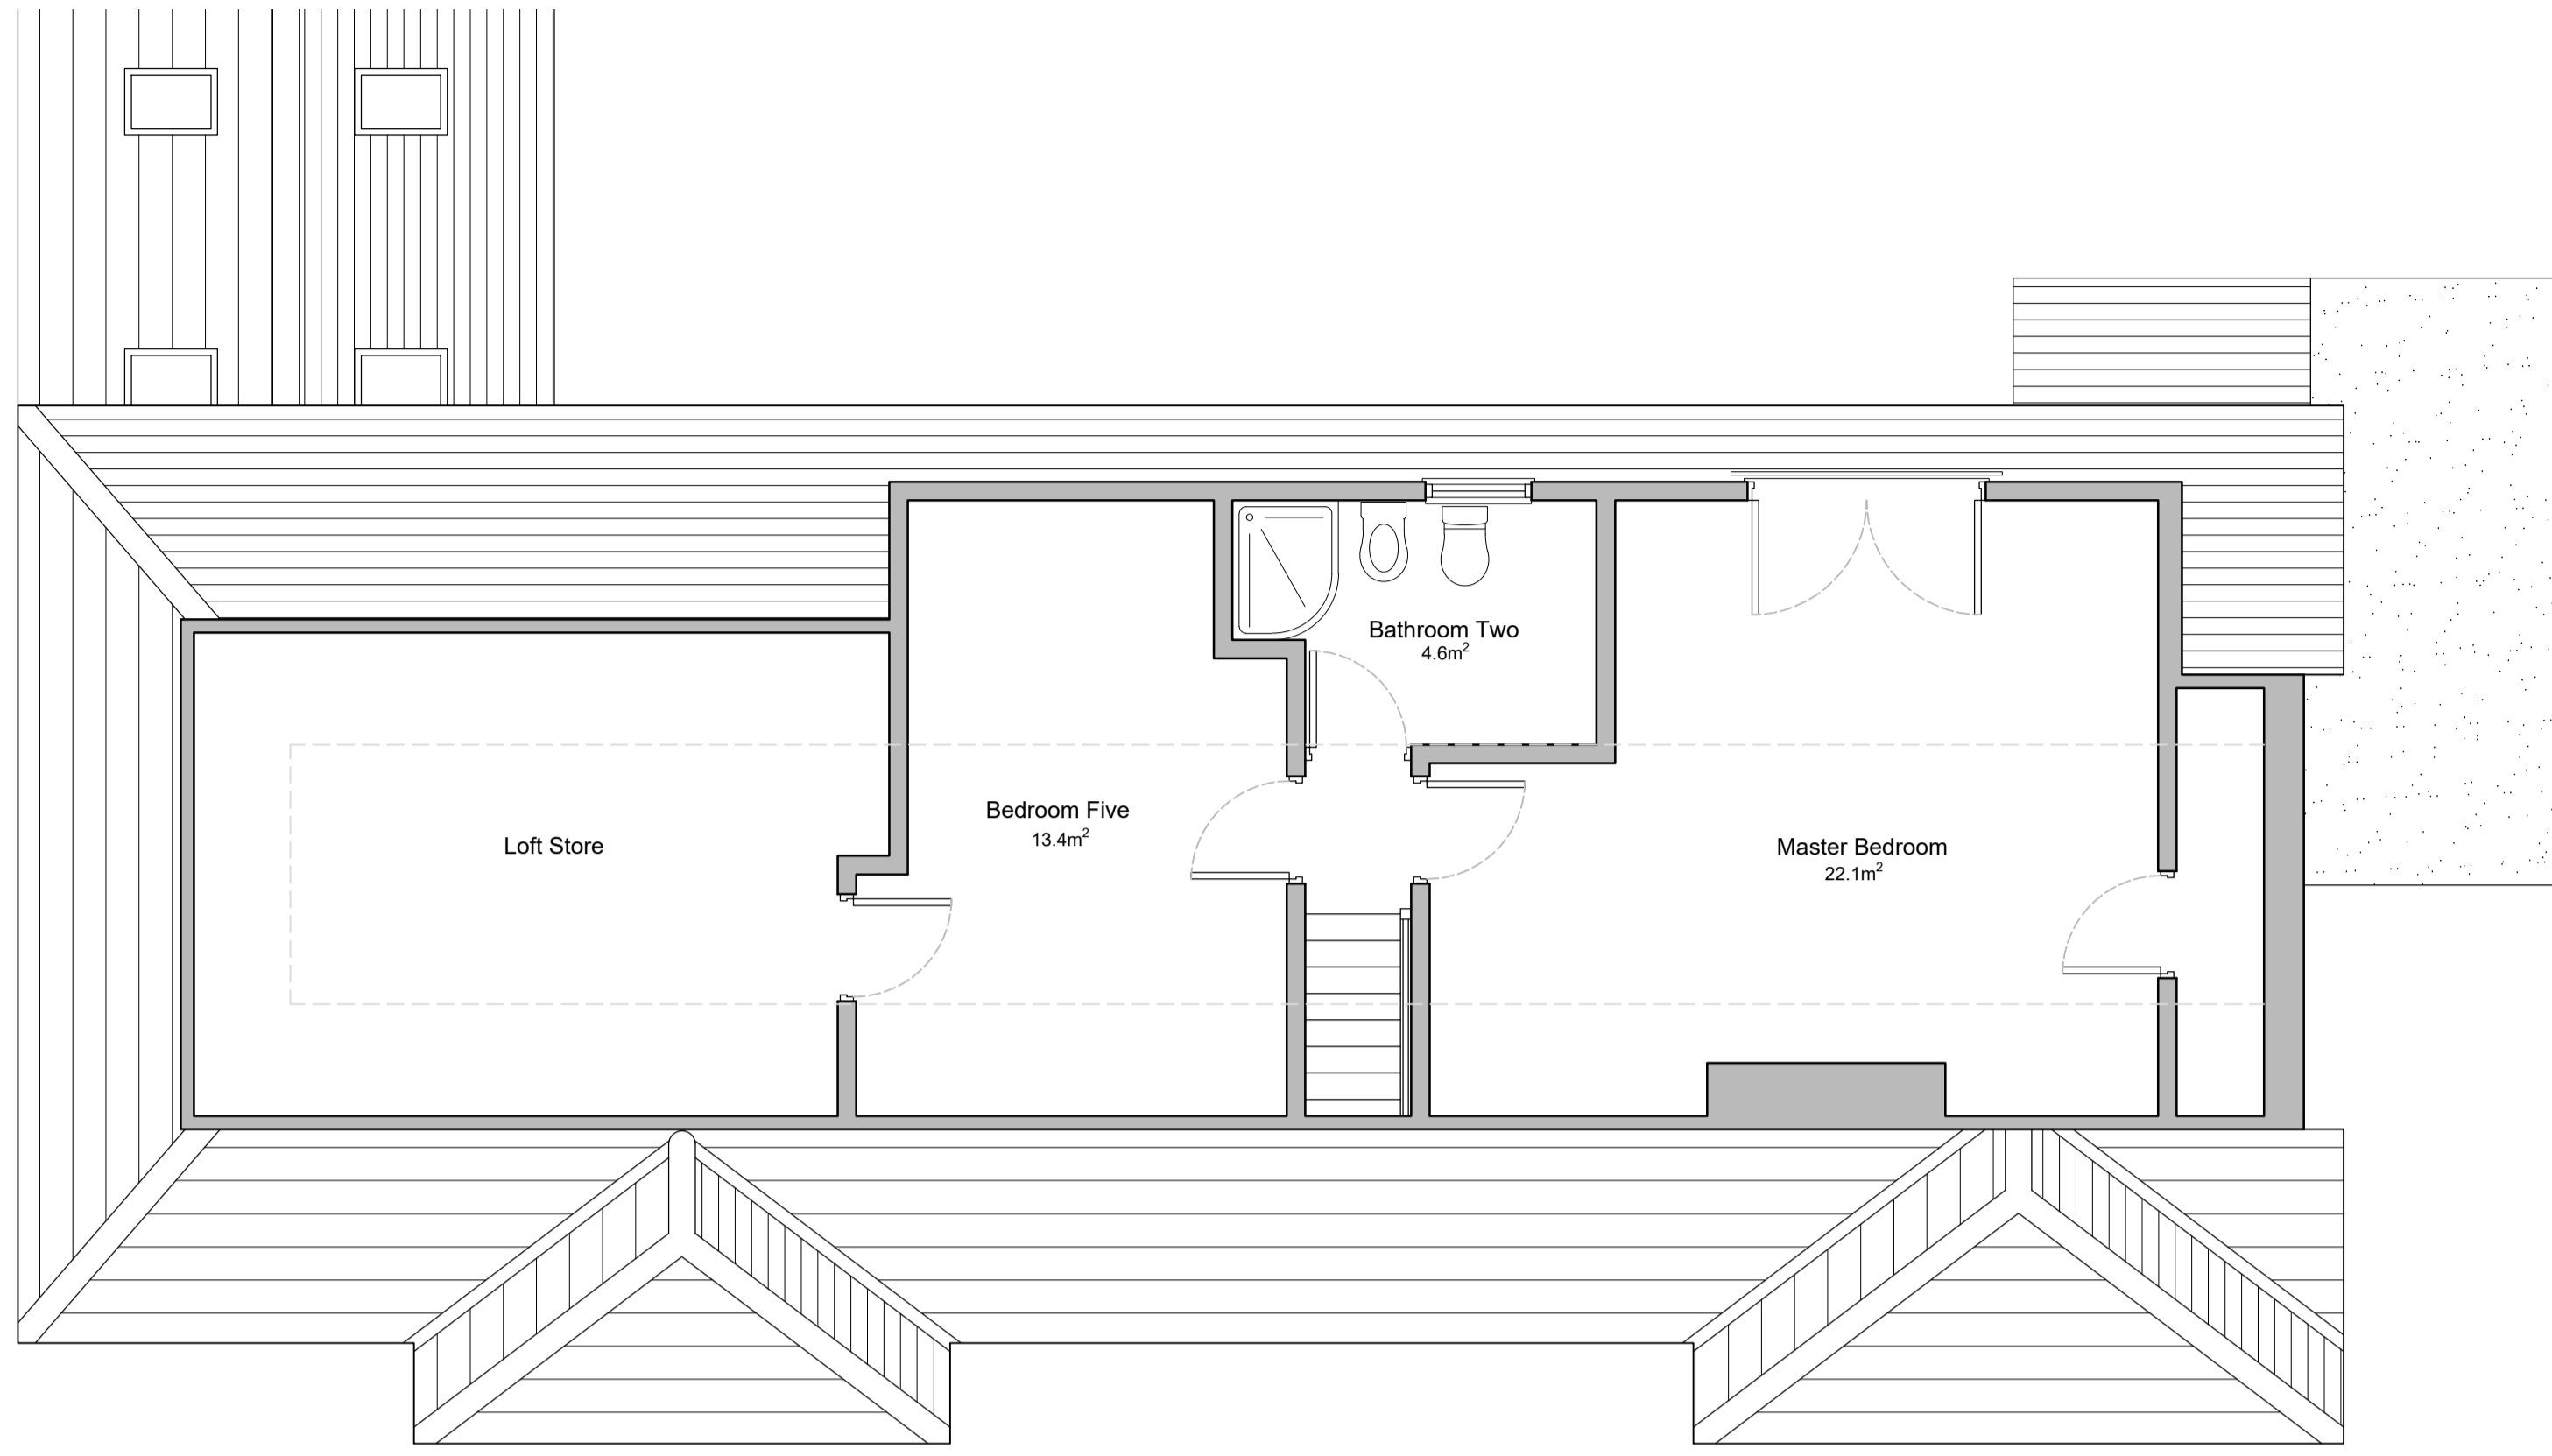 Bathroom Two
4.6m²
Bedroom Five
13.4m²
Loft Store
Master Bedroom
22.1m²